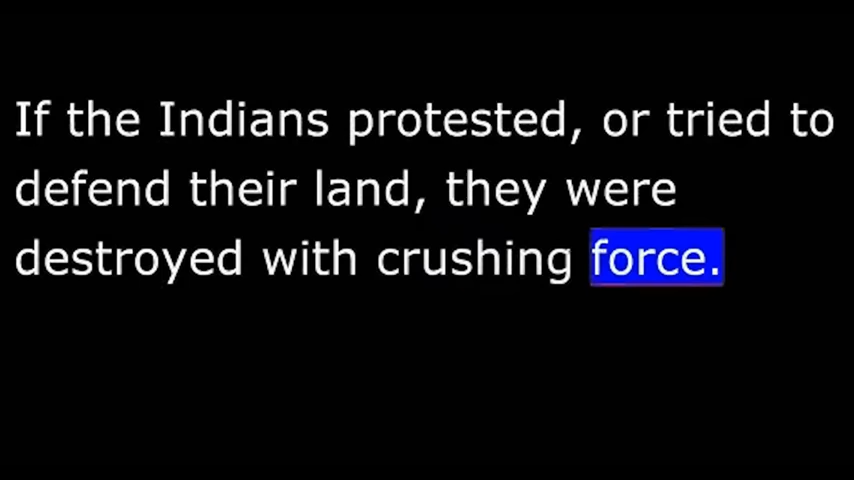 If the Indians protested, or tried to
defend their land, they were
destroyed with crushing force.